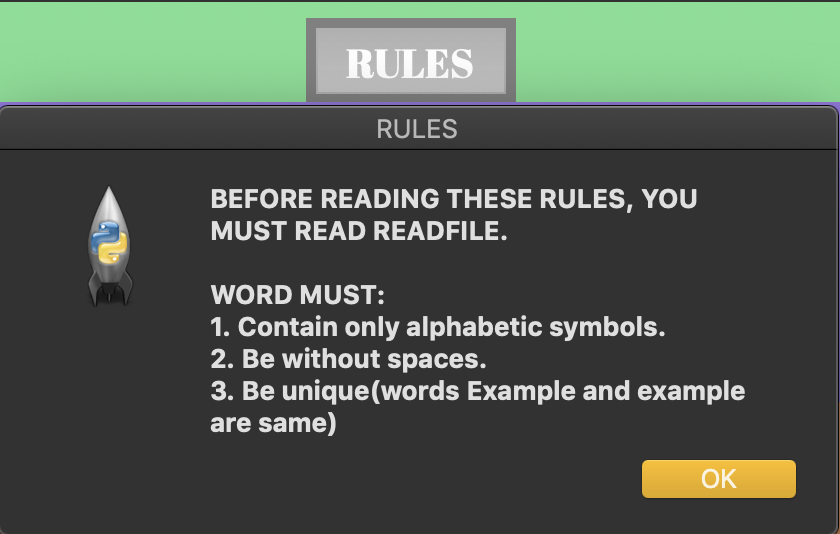 RULES
RULES
BEFORE READING THESE RULES, YOU
MUST READ READFILE.
WORD MUST:
1. Contain only alphabetic symbols.
2. Be without spaces.
3. Be unique(words Example and example
are same)
OK